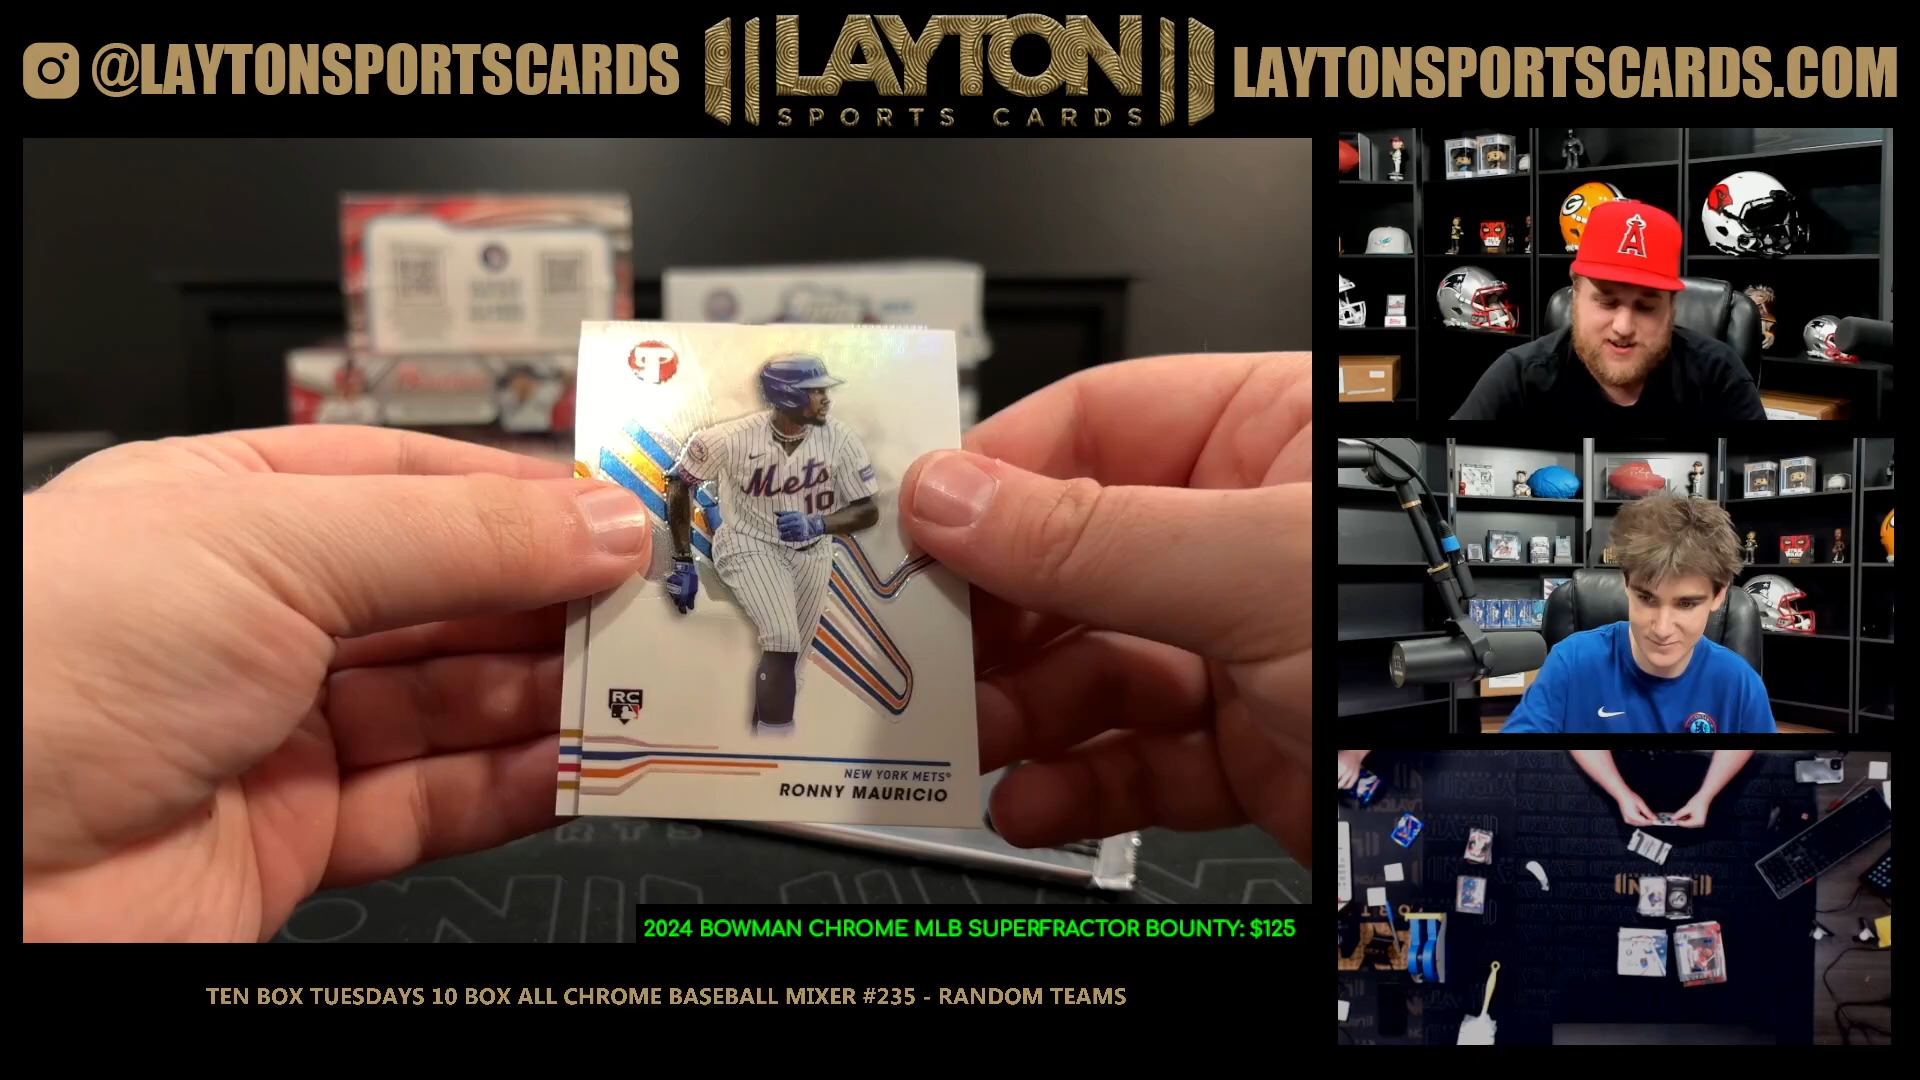 @LAYTONSPORTSCARDS
LAYTON
SPORTS CARDS
LAYTONSPORTSCARDS.COM
A
G
T
Mets
10
RC
NEW YORK METS®
RONNY MAURICIO
2024 BOWMAN CHROME MLB SUPERFRACTOR BOUNTY: $125
TEN BOX TUESDAYS 10 BOX ALL CHROME BASEBALL MIXER #235 - RANDOM TEAMS